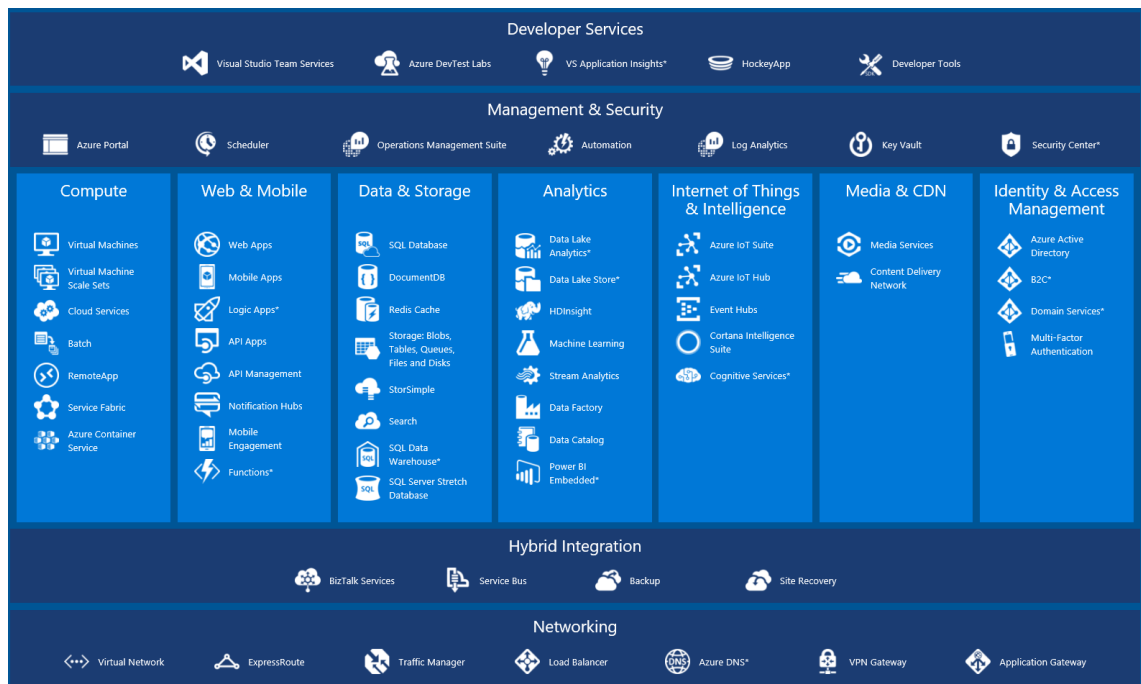 Developer Services
Visual Studio Team Services
Azure DevTest Labs
VS Application Insights*
HockeyApp
Developer Tools
Management & Security
Azure Portal
Scheduler
Operations Management Suite
Automation
Log Analytics
Key Vault
Security Center*
Compute
Virtual Machines
Virtual Machine
Scale Sets
Cloud Services
Batch
RemoteApp
Service Fabric
Azure Container
Service
Web & Mobile
Web Apps
Mobile Apps
Logic Apps*
API Apps
API Management
Notification Hubs
Mobile
Engagement
Functions*
Data & Storage
SQL
SQL Database
DocumentDB
Redis Cache
Storage: Blobs,
Tables, Queues,
Files and Disks
StorSimple
Search
SQL
SQL Data
Warehouse*
SQL
SQL Server Stretch
Database
Analytics
Data Lake
Analytics*
Data Lake Store*
HDInsight
Machine Learning
Stream Analytics
Data Factory
Data Catalog
Power BI
Embedded*
Internet of Things
& Intelligence
Azure IoT Suite
Azure IoT Hub
Event Hubs
Cortana Intelligence
Suite
Cognitive Services*
Media & CDN
Media Services
Content Delivery
Network
Identity & Access
Management
Azure Active
Directory
B2C*
Domain Services*
Multi-Factor
Authentication
Hybrid Integration
BizTalk Services
Service Bus
Backup
Site Recovery
Networking
Virtual Network
ExpressRoute
Traffic Manager
Load Balancer
DNS
Azure DNS*
VPN Gateway
Application Gateway